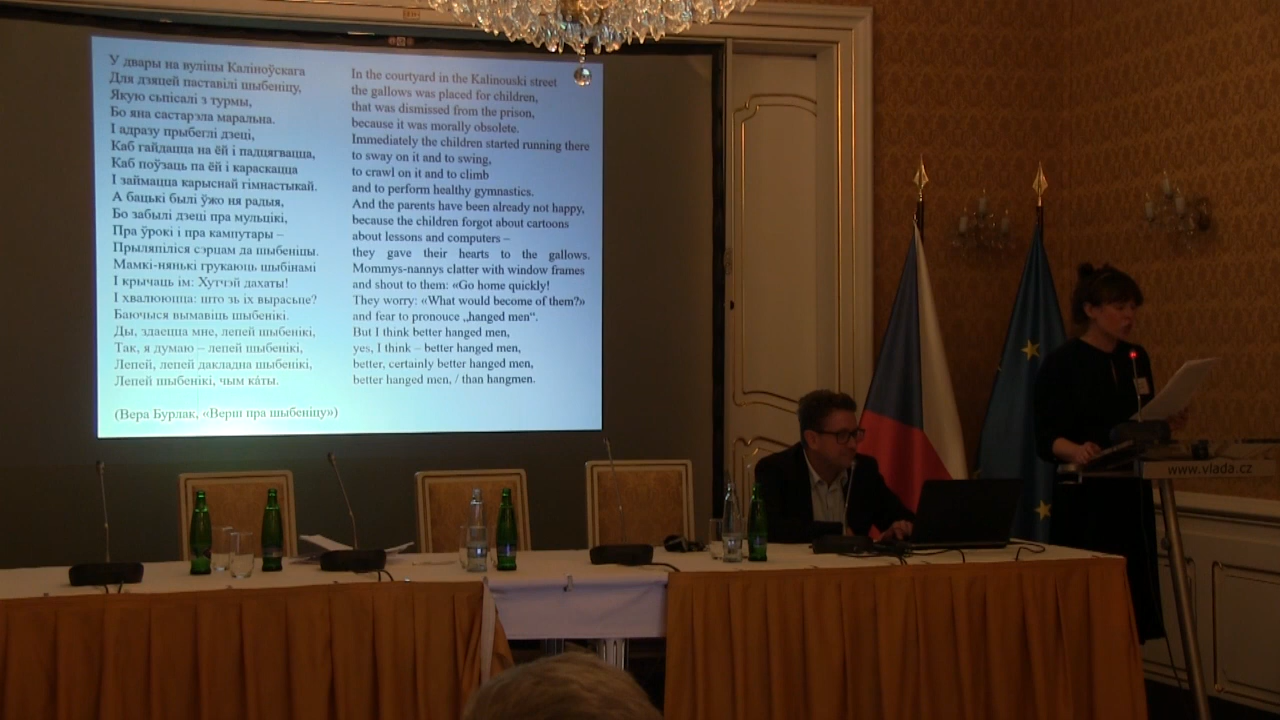 У двары на вуліцы Каліноўскага
Для дзяцей паставілі шыбеніцу,
Якую сьпісалі з турмы,
Бо яна састарэла маральна.
І адразу прыбеглі дзеці,
Каб гайдацца на ёй і падцягвацца,
Каб поўзаць па ёй і караскацца
І займацца карыснай гімнастыкай.
А бацькі былі ўжо ня радыя,
Бо забылі дзеці пра мульцікі,
Пра ўрокі і пра кампутары –
Прыляпіліся сэрцам да шыбеніцы.
Мамкі-нянькі грукаюць шыбінамі
І крычаць ім: Хутчэй дахаты!
І хвалююцца: што зь іх вырасьце?
Баючыся вымавіць шыбенікі.
Ды, здаецца мне, лепей шыбенікі,
Так, я думаю – лепей шыбенікі,
Лепей, лепей дакладна шыбенікі,
Лепей шыбенікі, чым ка́ты.
(Вера Бурлак, «Верш пра шыбеніцу»)
In the courtyard in the Kalinouski street
the gallows was placed for children,
that was dismissed from the prison,
because it was morally obsolete.
Immediately the children started running there
to sway on it and to swing,
to crawl on it and to climb
and to perform healthy gymnastics.
And the parents have been already not happy,
because the children forgot about cartoons
about lessons and computers –
they gave their hearts to the gallows.
Mommys-nannys clatter with window frames
and shout to them: «Go home quickly!
They worry: «What would become of them?»
and fear to pronouce „hanged men“.
But I think better hanged men,
yes, I think – better hanged men,
better, certainly better hanged men,
better hanged men, / than hangmen.
www.vlada.cz